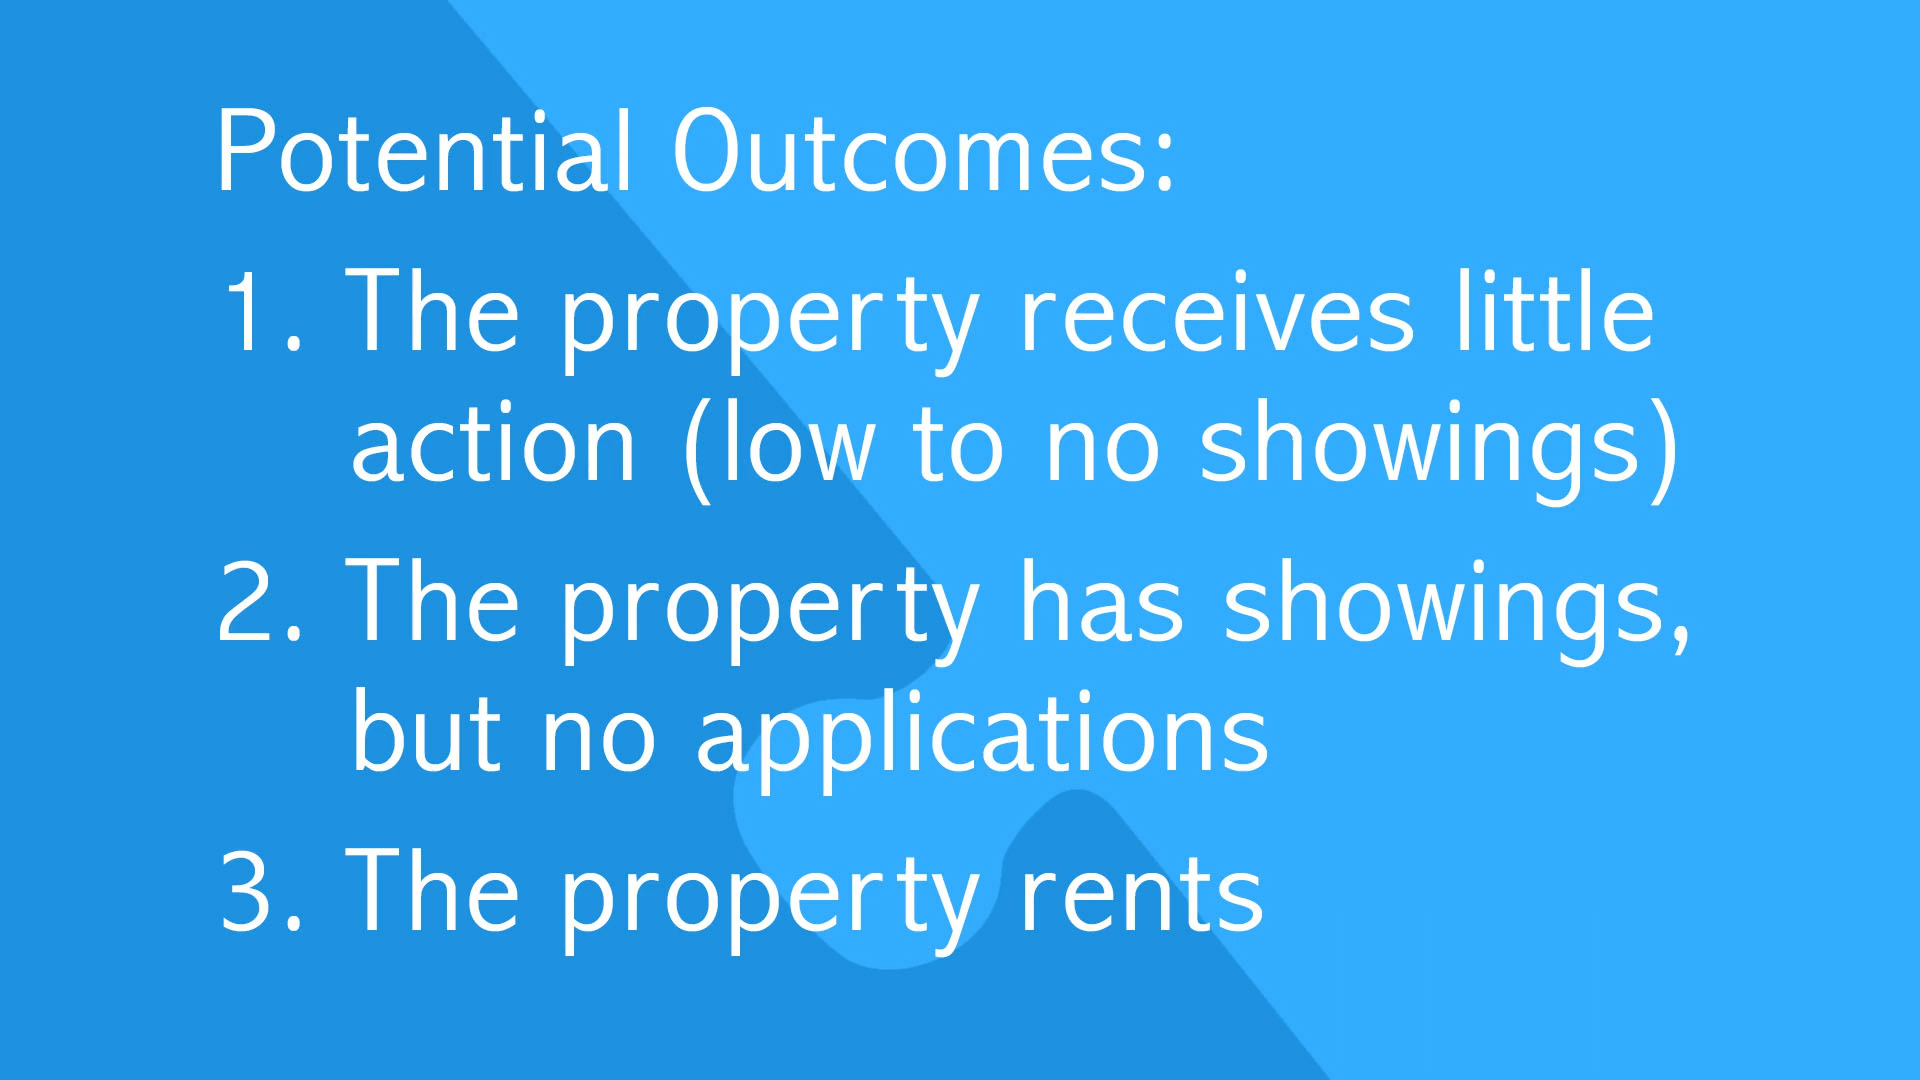 Potential Outcomes:
1. The property receives little
action (low to no showings)
2. The property has showings,
but no applications
3. The property rents